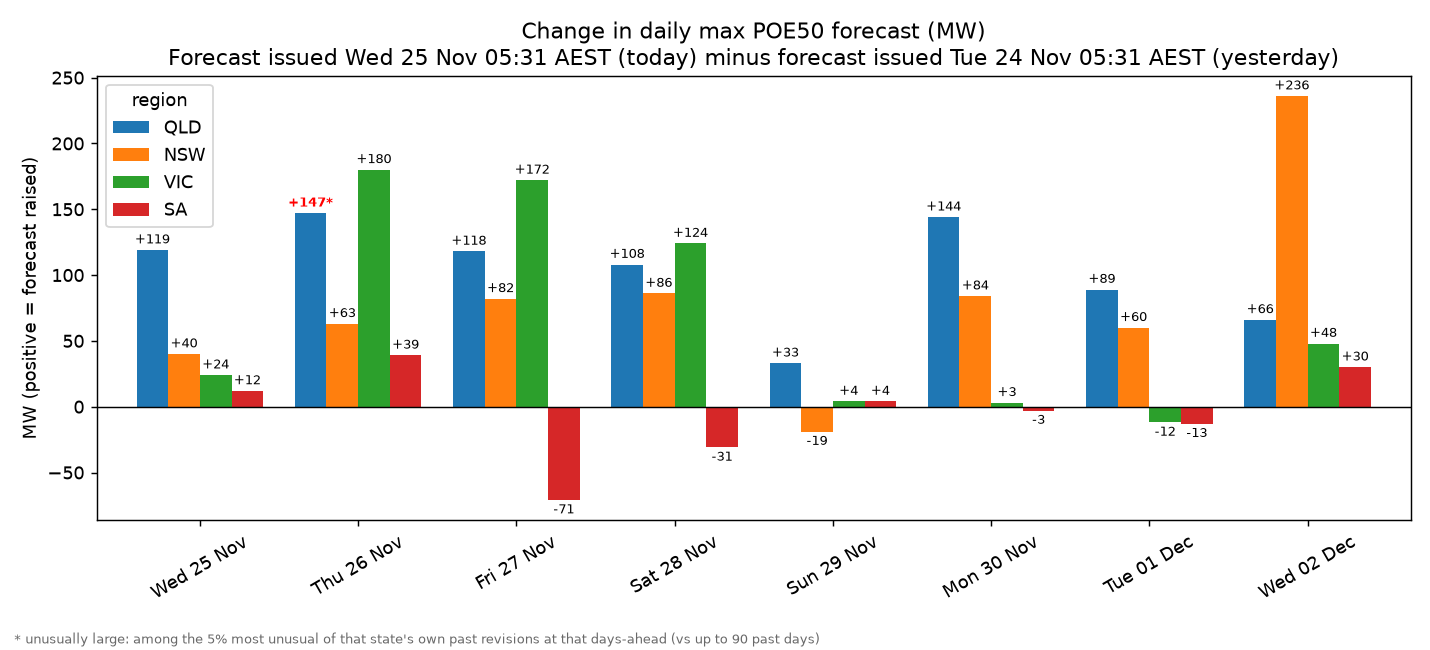 Change in daily max POE50 forecast (MW)
Forecast issued Wed 25 Nov 05:31 AEST (today) minus forecast issued Tue 24 Nov 05:31 AEST (yesterday)
MW (positive = forecast raised)
250
200
150
100
50
0
−50
region
QLD
NSW
VIC
SA
+119
+40
+24
+12
+147*
+63
+180
+39
+118
+82
+172
-71
+108
+86
+124
-31
+33
-19
+4
+4
+144
+84
+3
-3
+89
+60
-12
-13
+66
+236
+48
+30
Wed 25 Nov
Thu 26 Nov
Fri 27 Nov
Sat 28 Nov
Sun 29 Nov
Mon 30 Nov
Tue 01 Dec
Wed 02 Dec
* unusually large: among the 5% most unusual of that state's own past revisions at that days-ahead (vs up to 90 past days)